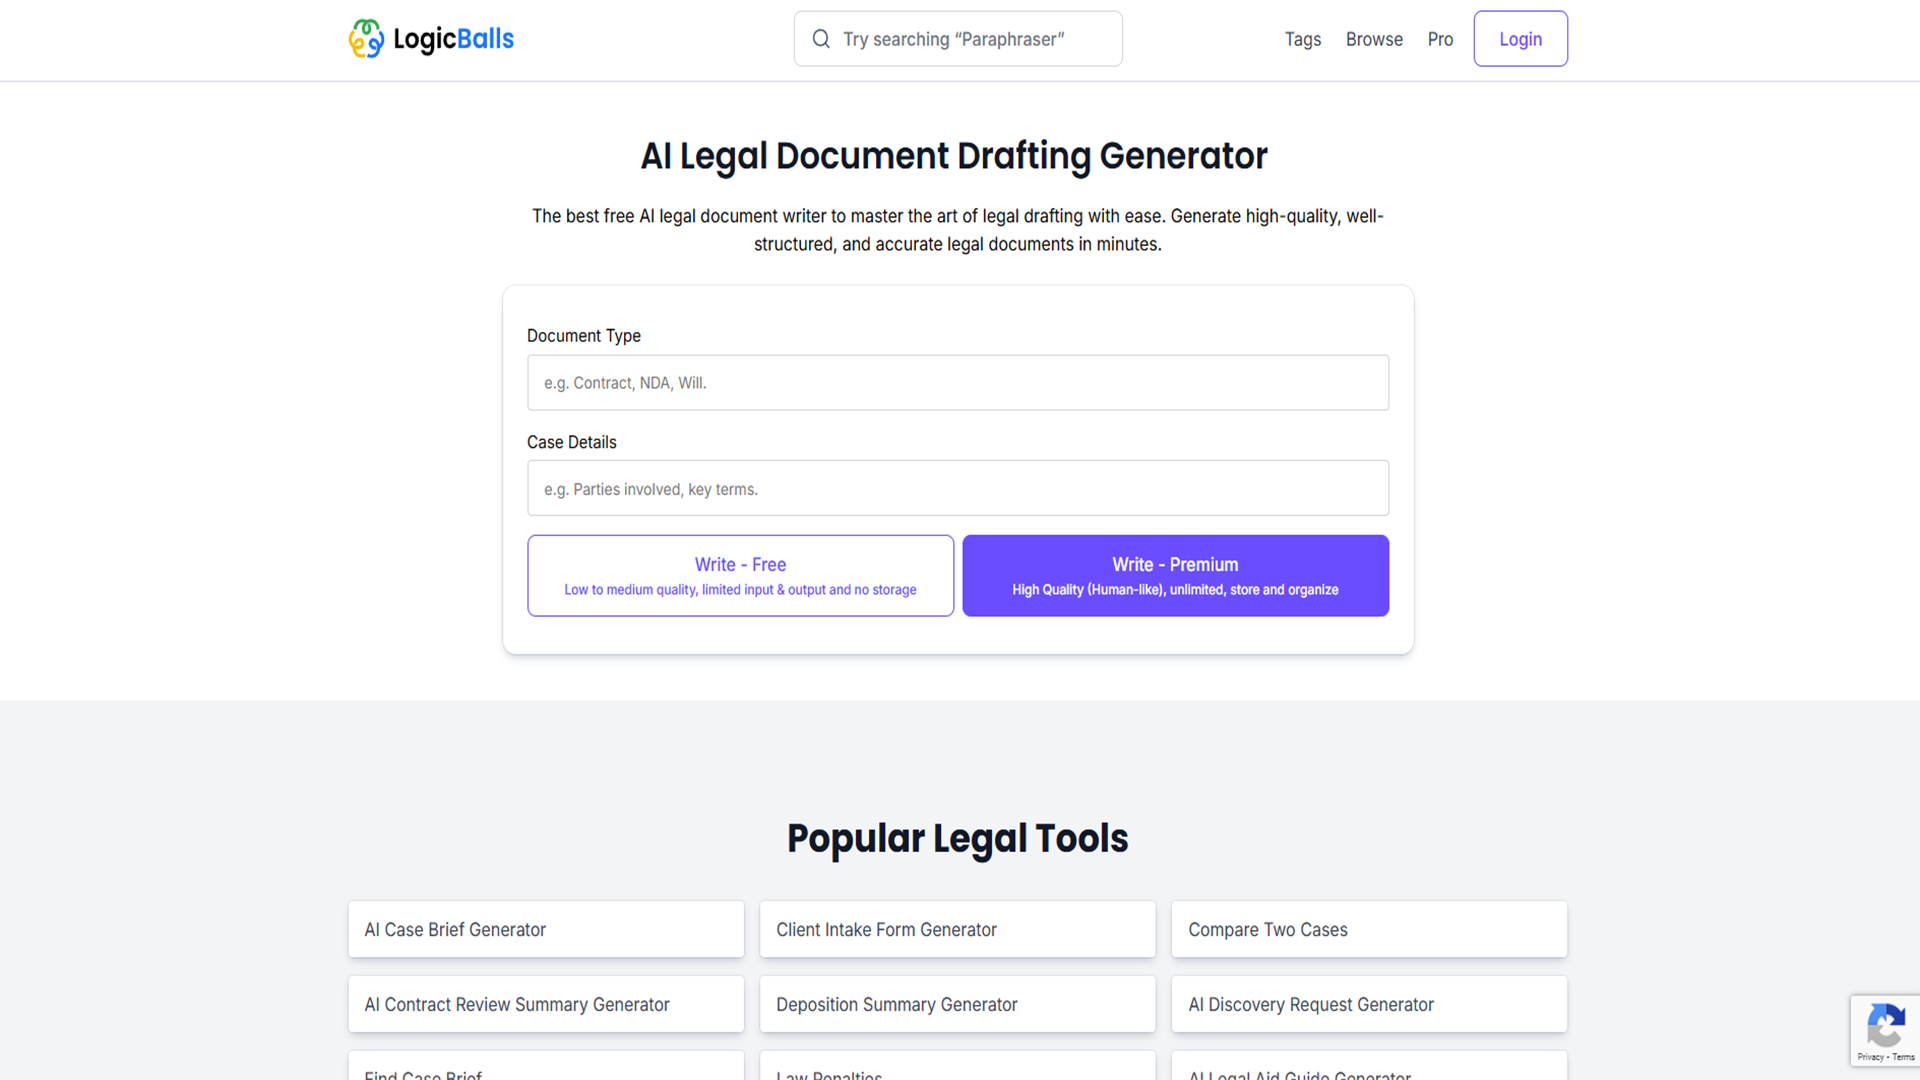 LogicBalls
Try searching “Paraphraser”
Tags
Browse
Pro
Login
AI Legal Document Drafting Generator
The best free AI legal document writer to master the art of legal drafting with ease. Generate high-quality, well-
structured, and accurate legal documents in minutes.
Document Type
e.g. Contract, NDA, Will.
Case Details
e.g. Parties involved, key terms.
Write - Free
Low to medium quality, limited input & output and no storage
Write - Premium
High Quality (Human-like), unlimited, store and organize
Popular Legal Tools
AI Case Brief Generator
Client Intake Form Generator
Compare Two Cases
AI Contract Review Summary Generator
Deposition Summary Generator
AI Discovery Request Generator
Find Case Brief
Law Penalties
AI Legal Aid Guide Generator
Privacy - Terms